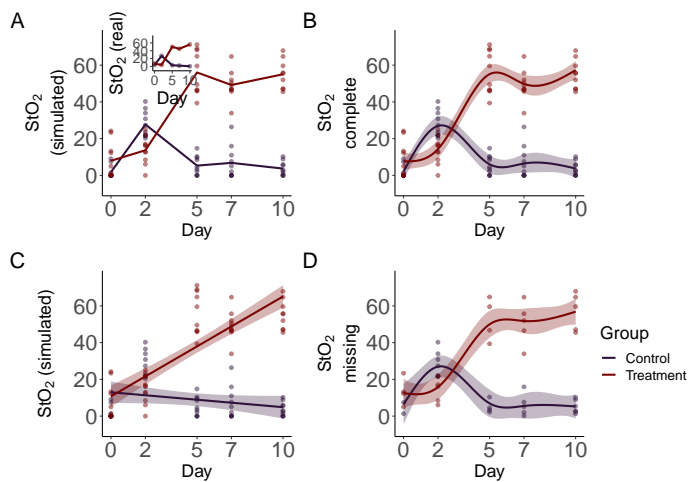 A
StO₂
(simulated)
60
40
20
0
0 2 5 7 10
Day
StO₂ (real)
60
40
20
0
0 5 10
Day
B
StO₂
complete
60
40
20
0
0 2 5 7 10
Day
C
StO₂ (simulated)
60
40
20
0
0 2 5 7 10
Day
D
StO₂
missing
60
40
20
0
0 2 5 7 10
Day
Group
Control
Treatment